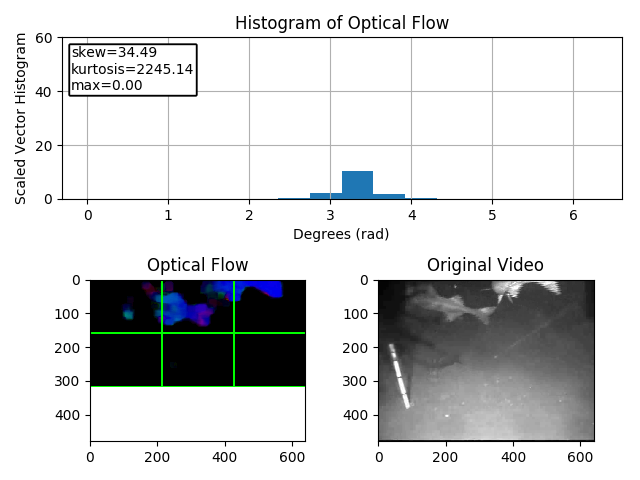 Histogram of Optical Flow
skew=34.49
kurtosis=2245.14
max=0.00
Scaled Vector Histogram
60
40
20
0
0 1 2 3 4 5 6
Degrees (rad)
Optical Flow
0
100
200
300
400
0 200 400 600
Original Video
0
100
200
300
400
0 200 400 600